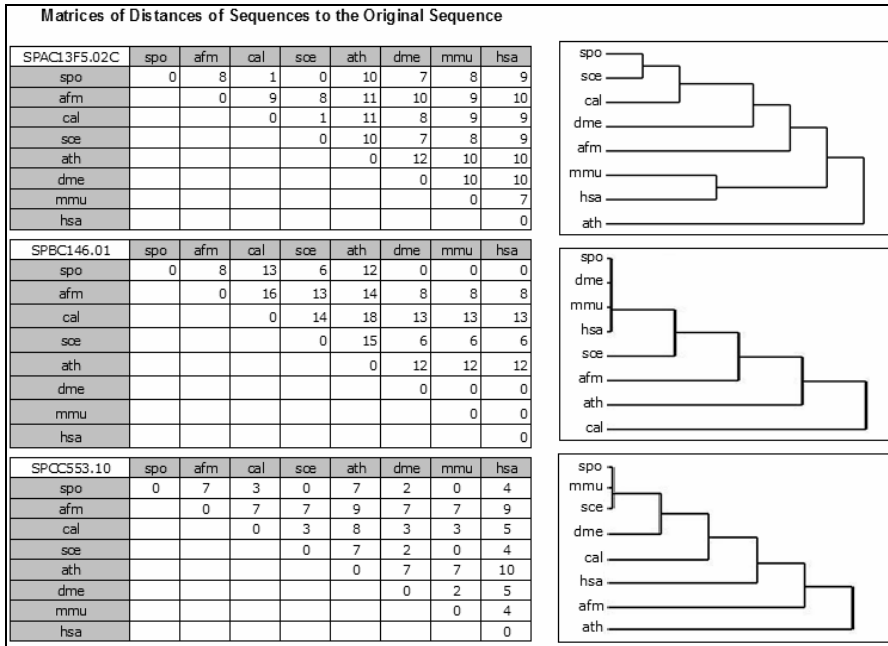 Matrices of Distances of Sequences to the Original Sequence
SPAC13F5.02C spo afm cal sce ath dme mmu hsa
spo 0 8 1 0 10 7 8 9
afm 0 9 8 11 10 9 10
cal 0 1 11 8 9 9
sce 0 10 7 8 9
ath 0 12 10 10
dme 0 10 10
mmu 0 7
hsa 0
spo
sce
cal
dme
afm
mmu
hsa
ath
SPBC146.01 spo afm cal sce ath dme mmu hsa
spo 0 8 13 6 12 0 0 0
afm 0 16 13 14 8 8 8
cal 0 14 18 13 13 13
sce 0 15 6 6 6
ath 0 12 12 12
dme 0 0 0
mmu 0 0
hsa 0
spo
dme
mmu
hsa
sce
afm
ath
cal
SPCC553.10 spo afm cal sce ath dme mmu hsa
spo 0 7 3 0 7 2 0 4
afm 0 7 7 9 7 7 9
cal 0 3 8 3 3 5
sce 0 7 2 0 4
ath 0 7 7 10
dme 0 2 5
mmu 0 4
hsa 0
spo
mmu
sce
dme
cal
hsa
afm
ath